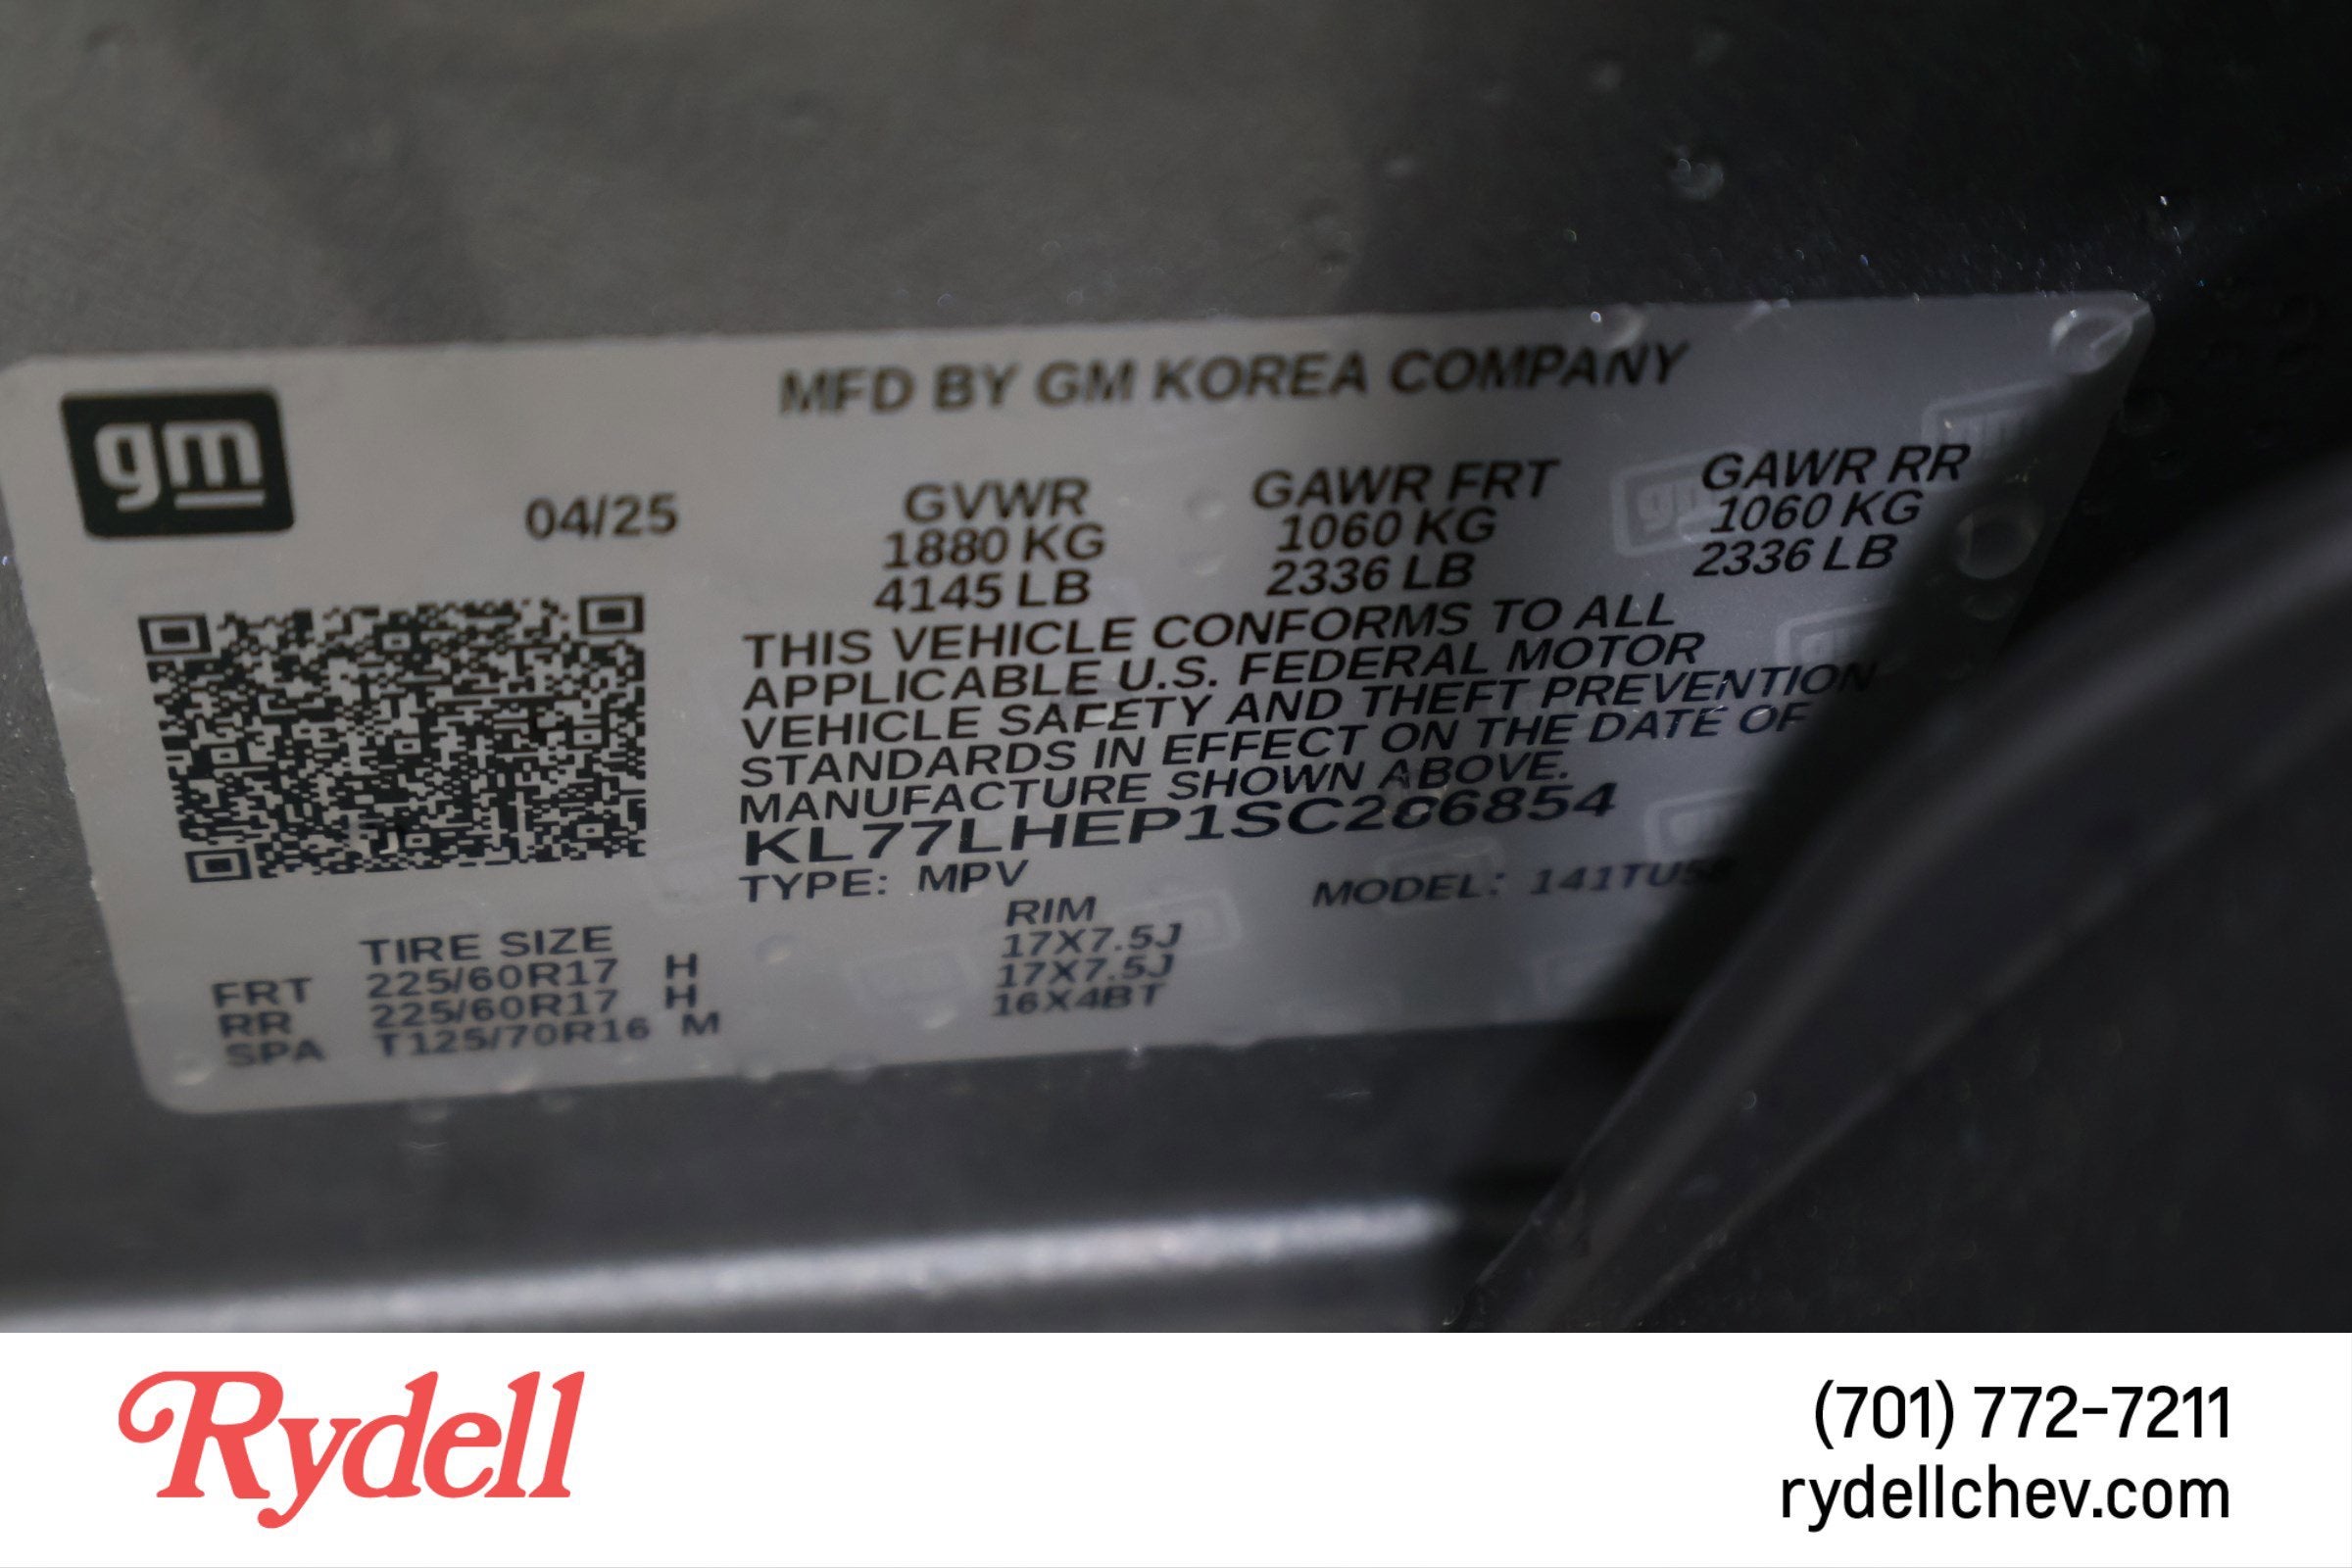 gm
MFD BY GM KOREA COMPANY
04/25
GVWR GAWR FRT GAWR RR
1880 KG 1060 KG 1060 KG
4145 LB 2336 LB 2336 LB
THIS VEHICLE CONFORMS TO ALL
APPLICABLE U.S. FEDERAL MOTOR
VEHICLE SAFETY AND THEFT PREVENTION
STANDARDS IN EFFECT ON THE DATE OF
MANUFACTURE SHOWN ABOVE.
KL77LHEP1SC286854
TYPE: MPV MODEL:
TIRE SIZE RIM
FRT 225/60R17 H 17X7.5J
RR 225/60R17 H 17X7.5J
SPA T125/70R16 M 16X4BT
Rydell
(701) 772-7211
rydellchev.com